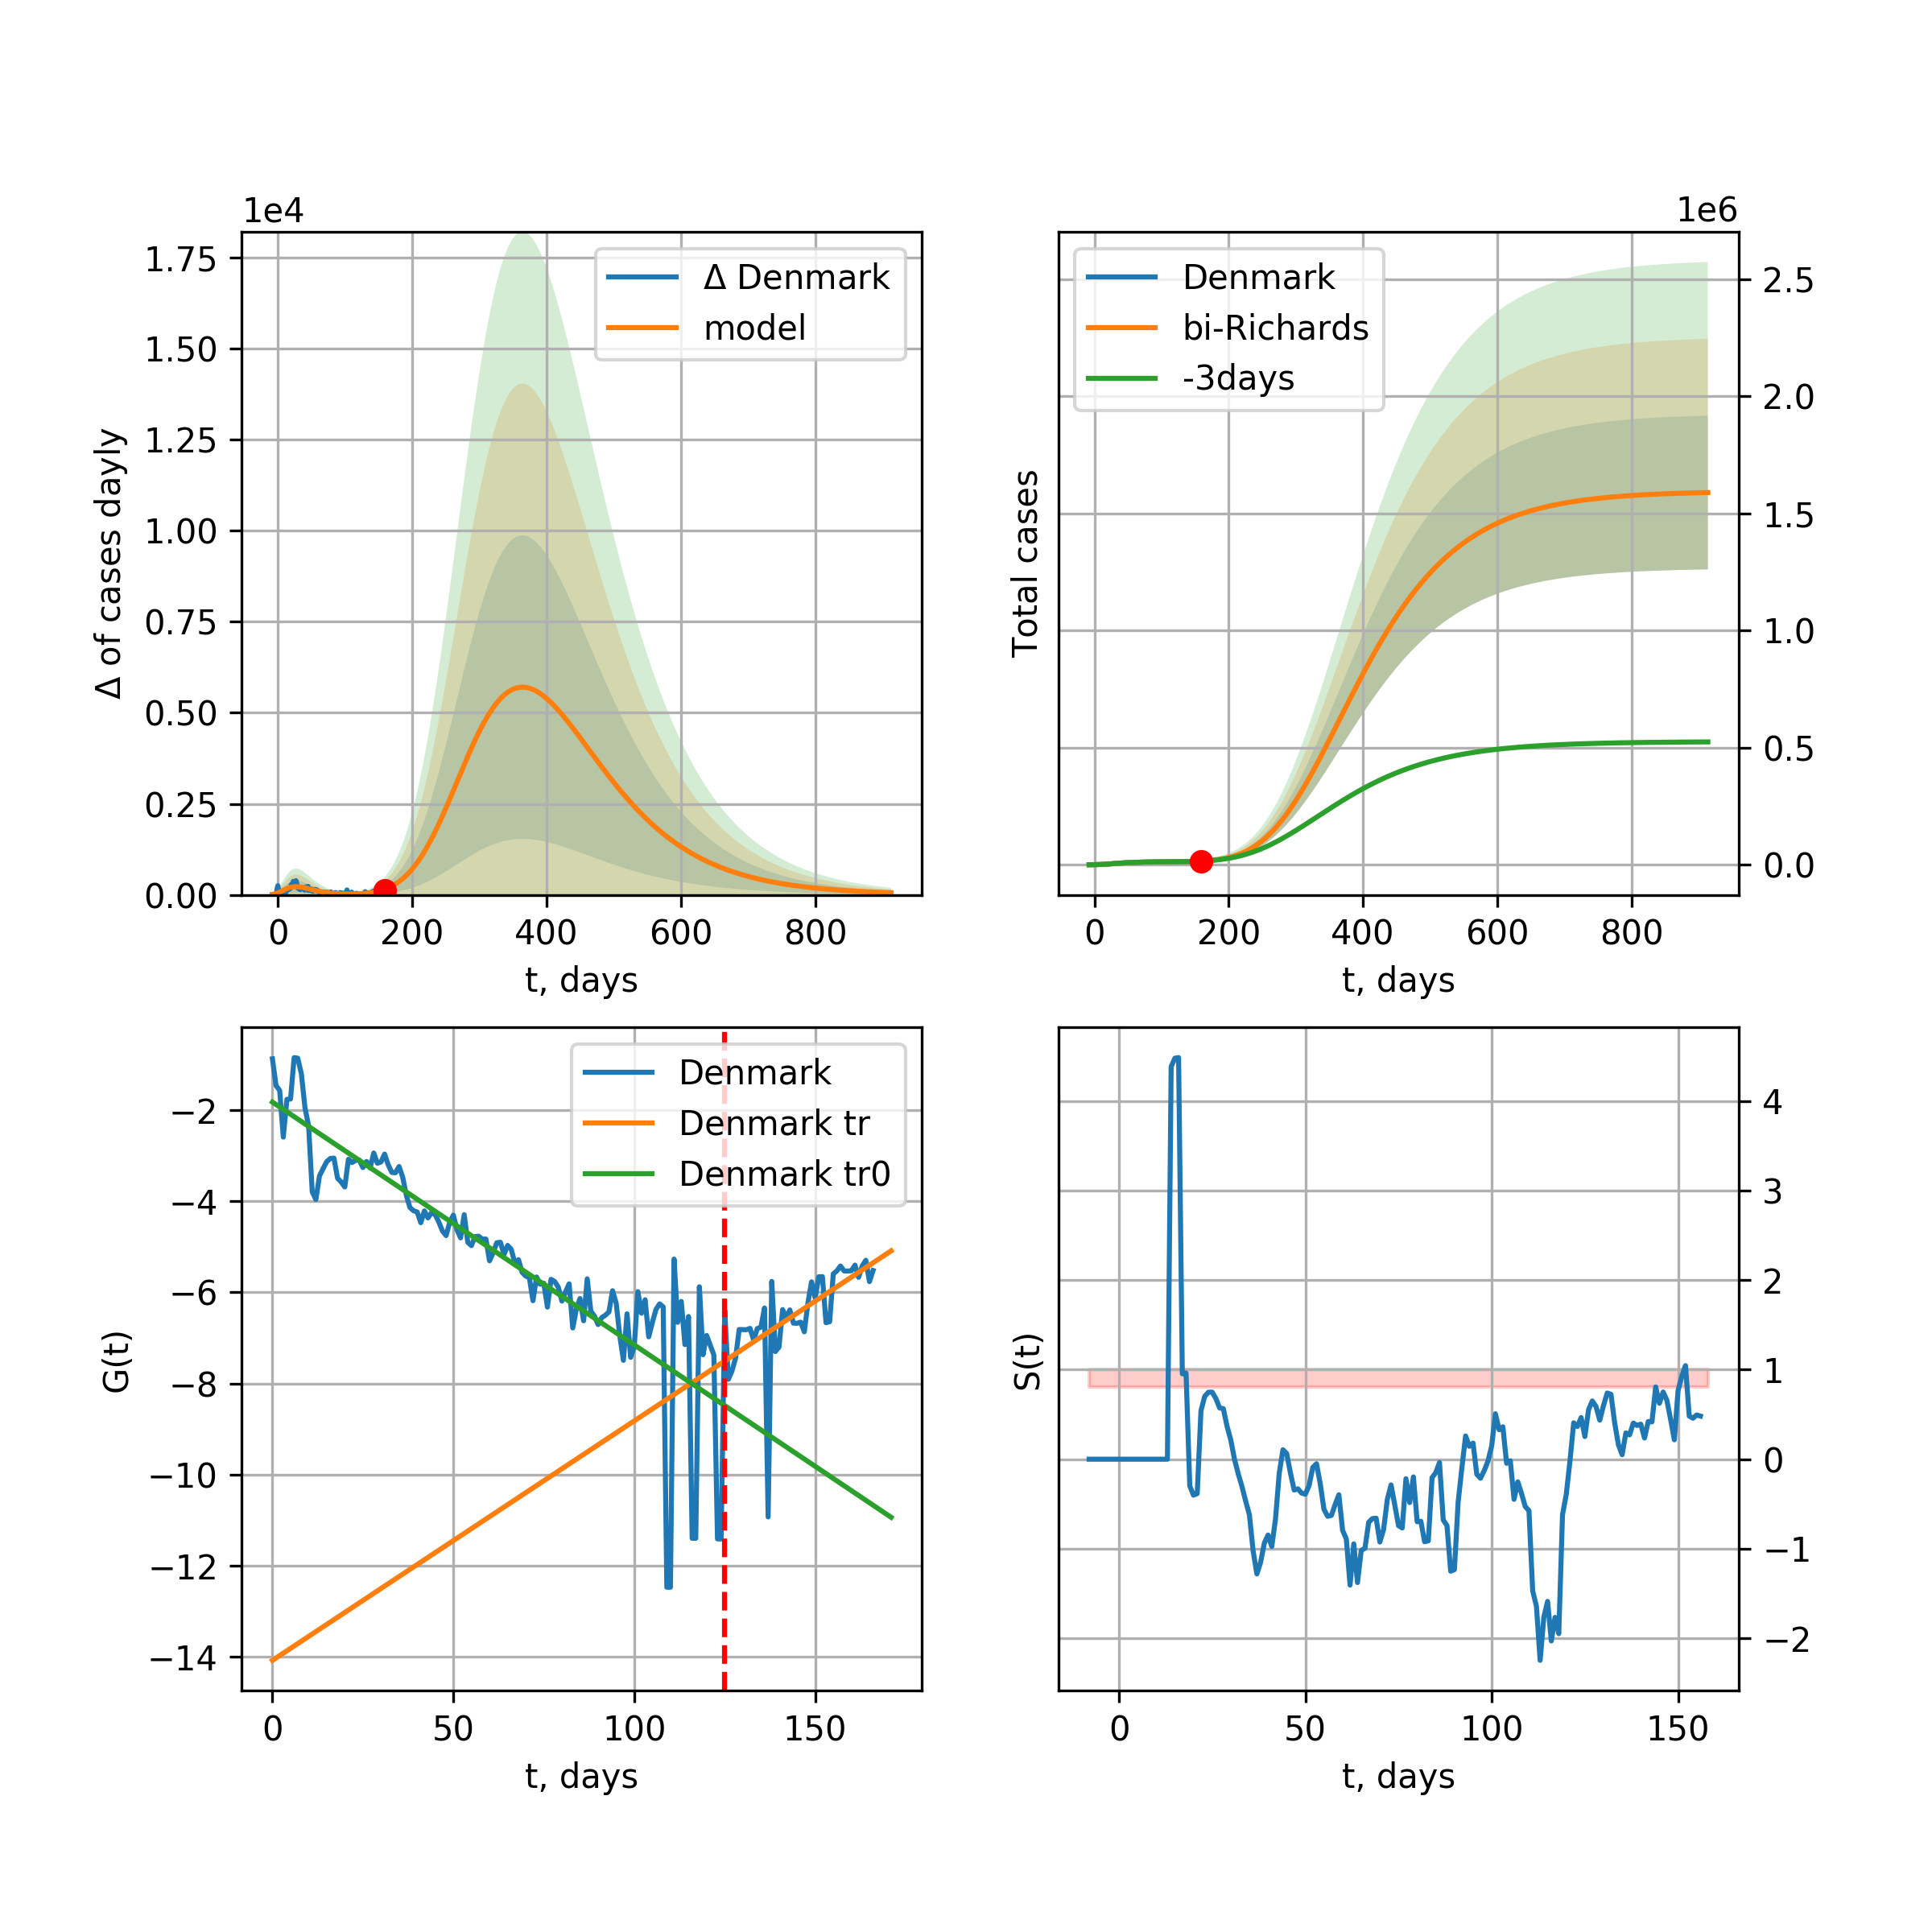 1e4
Δ of cases dayly
1.75
1.50
1.25
1.00
0.75
0.50
0.25
0.00
Δ Denmark
model
0 200 400 600 800
t, days
1e6
Total cases
Denmark
bi-Richards
-3days
2.5
2.0
1.5
1.0
0.5
0.0
0 200 400 600 800
t, days
G(t)
−2
−4
−6
−8
−10
−12
−14
Denmark
Denmark tr
Denmark tr0
0 50 100 150
t, days
S(t)
4
3
2
1
0
−1
−2
0 50 100 150
t, days